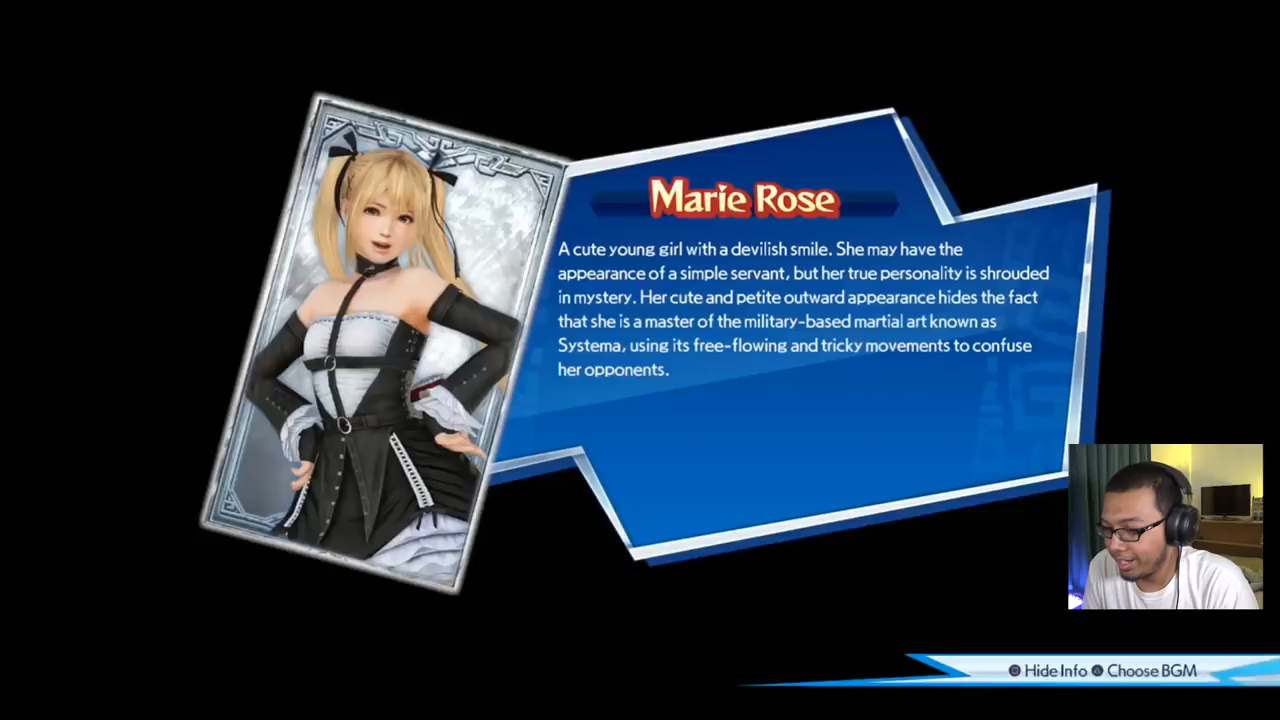 Marie Rose
A cute young girl with a devilish smile. She may have the
appearance of a simple servant, but her true personality is shrouded
in mystery. Her cute and petite outward appearance hides the fact
that she is a master of the military-based martial art known as
Systema, using its free-flowing and tricky movements to confuse
her opponents.
Hide Info Choose BGM